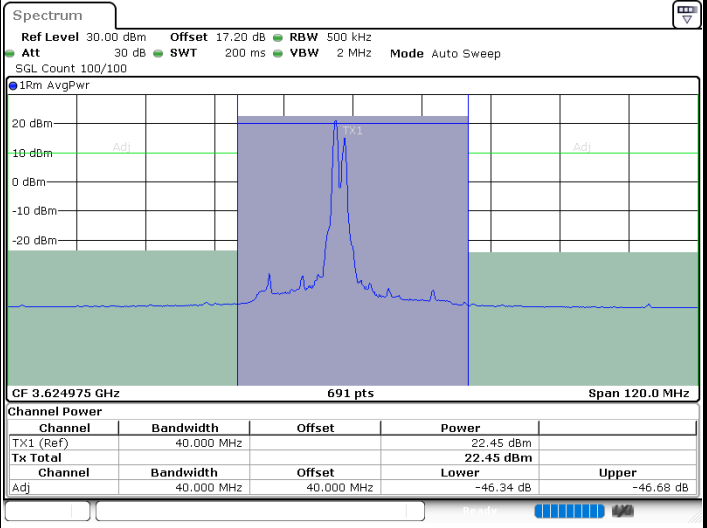 Spectrum
Ref Level 30.00 dBm Offset 17.20 dB RBW 500 kHz
Att 30 dB SWT 200 ms VBW 2 MHz Mode Auto Sweep
SGL Count 100/100
1Rm AvgPwr
20 dBm
TX1
Adj
Adj
10 dBm
0 dBm
-10 dBm
-20 dBm
CF 3.624975 GHz 691 pts Span 120.0 MHz
Channel Power
Channel Bandwidth Offset Power
TX1 (Ref) 40.000 MHz 22.45 dBm
Tx Total 22.45 dBm
Channel Bandwidth Offset Lower Upper
Adj 40.000 MHz 40.000 MHz -46.34 dB -46.68 dB
Ready